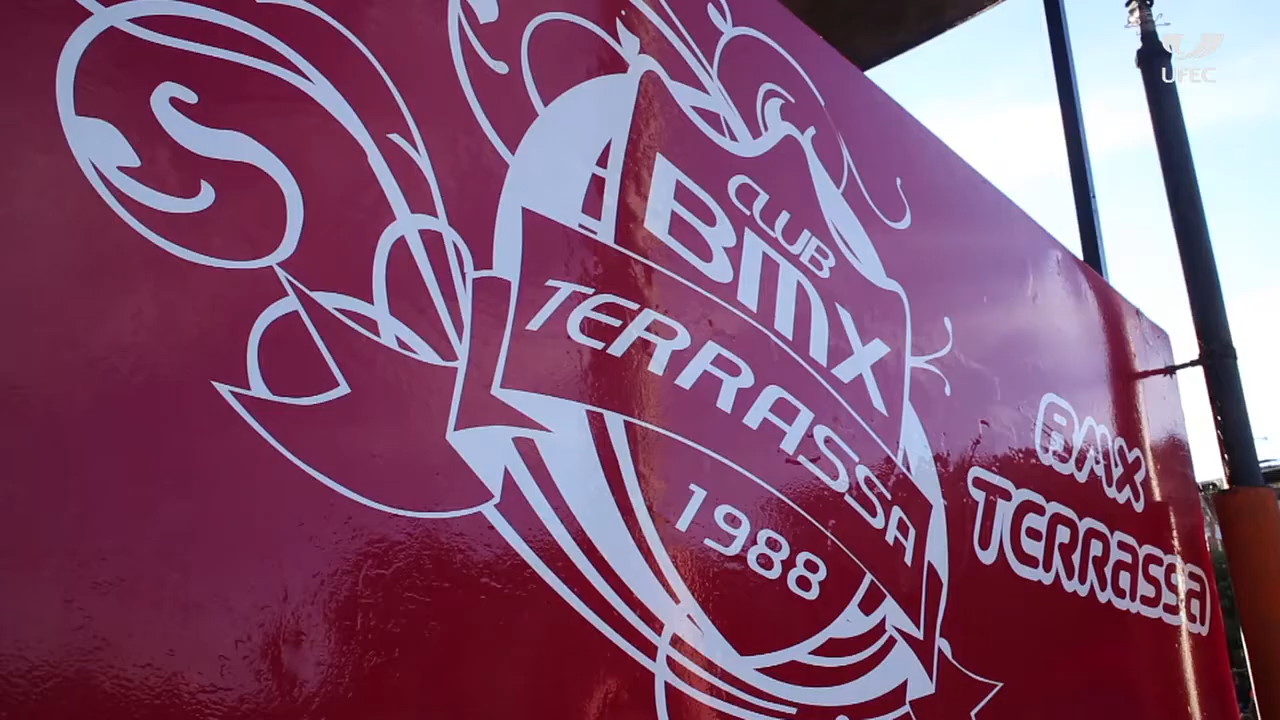 CLUB
BMX
TERRASSA
1988
BMX
TERRASSA
UFEC